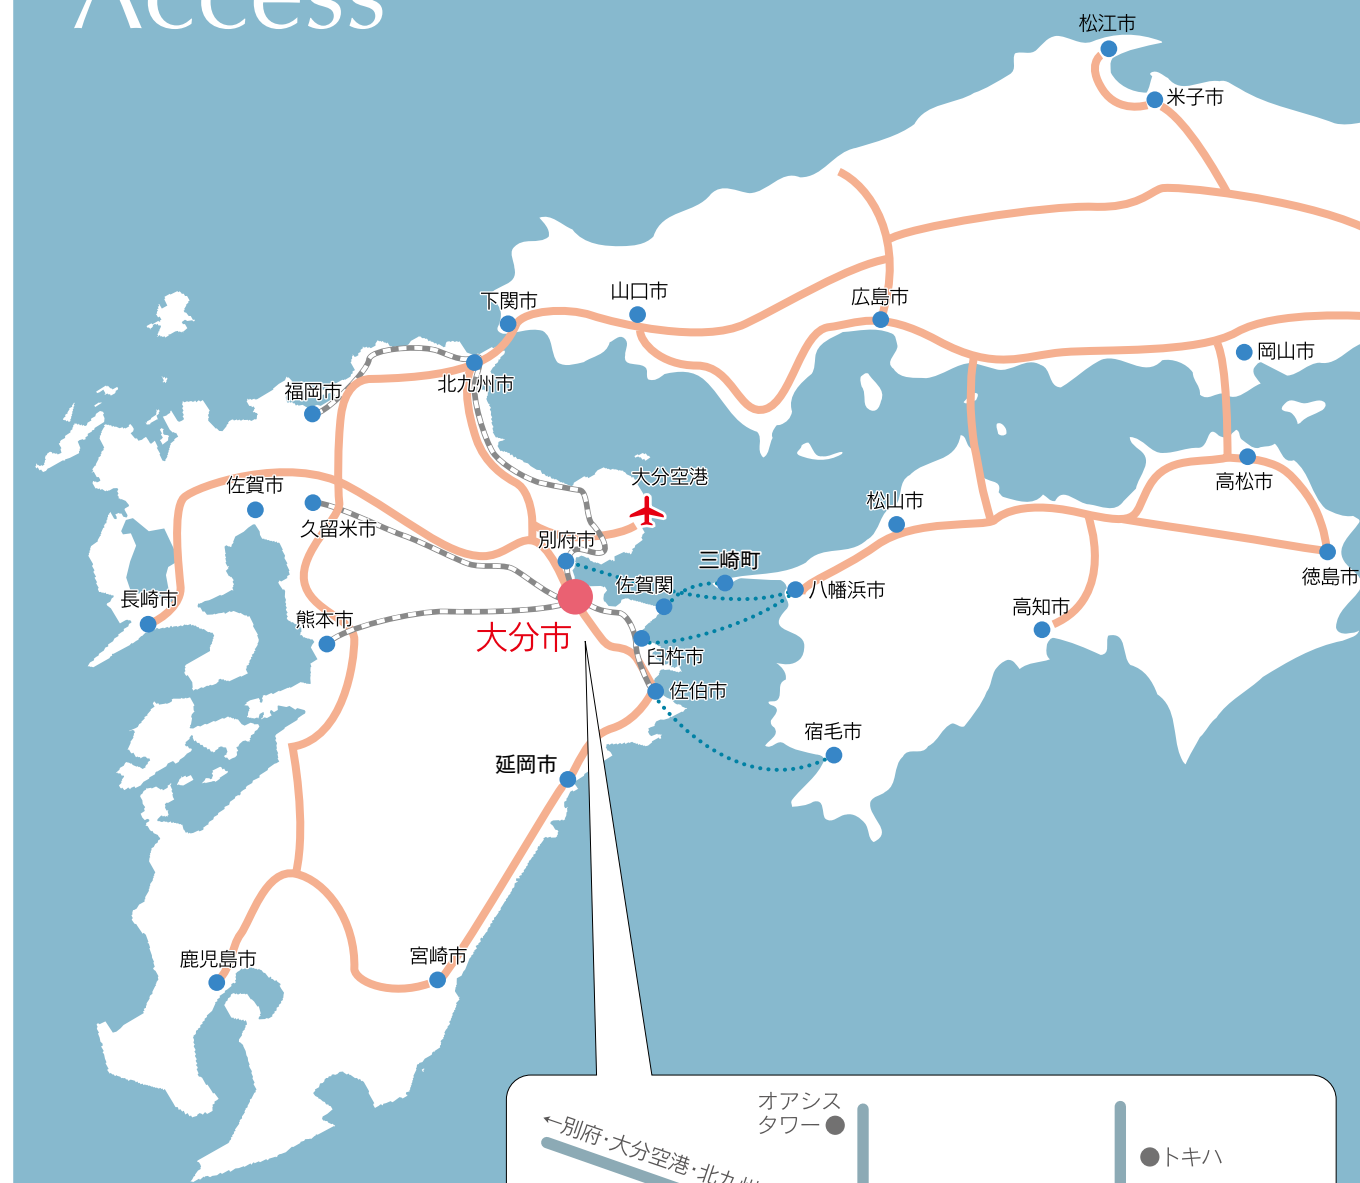 Access
松江市
米子市
下関市
山口市
広島市
岡山市
北九州市
福岡市
大分空港
高松市
佐賀市
久留米市
松山市
別府市
三崎町
佐賀関
八幡浜市
徳島市
長崎市
熊本市
高知市
大分市
臼杵市
佐伯市
宿毛市
延岡市
鹿児島市
宮崎市
オアシス
タワー
←別府・大分空港・北九州
トキハ